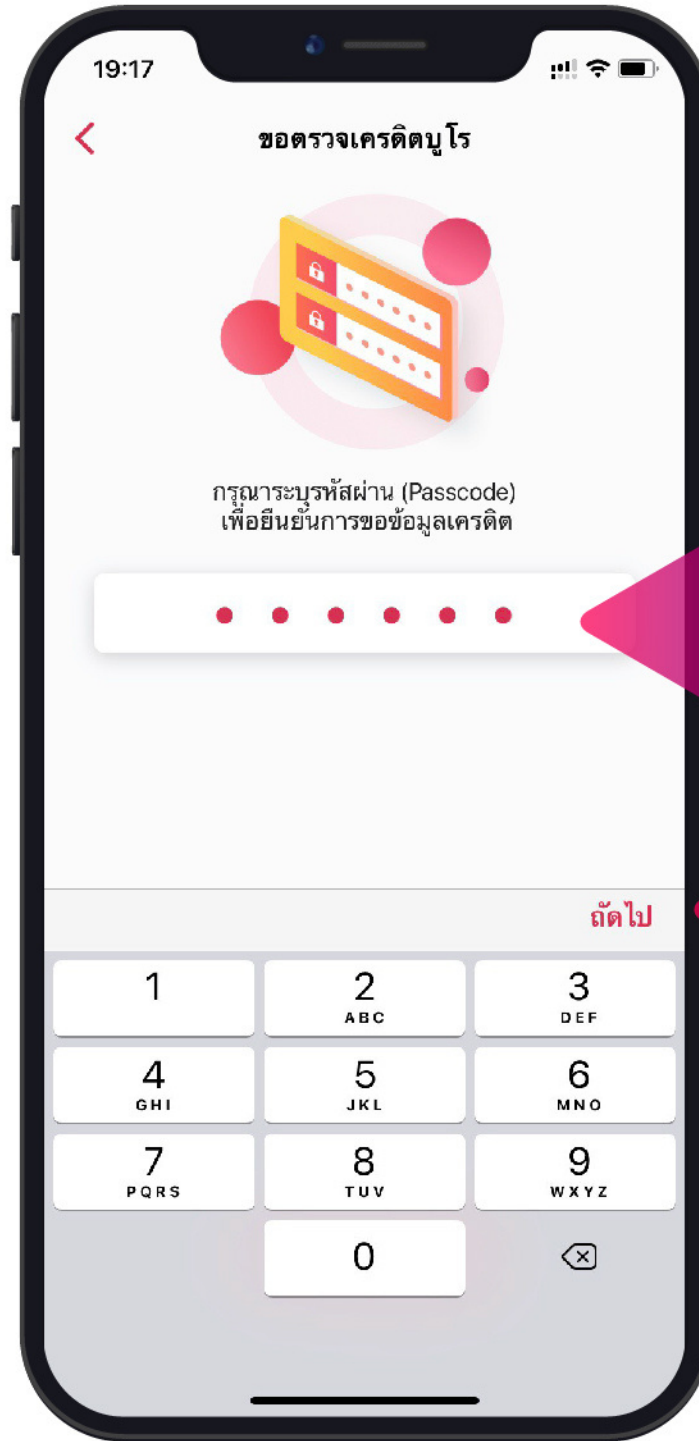 19:17
ขอตรวจเครดิตบูโร
กรุณาระบุรหัสผ่าน (Passcode)
เพื่อยืนยันการขอข้อมูลเครดิต
ถัดไป
1
2
ABC
3
DEF
4
GHI
5
JKL
6
MNO
7
PQRS
8
TUV
9
WXYZ
0